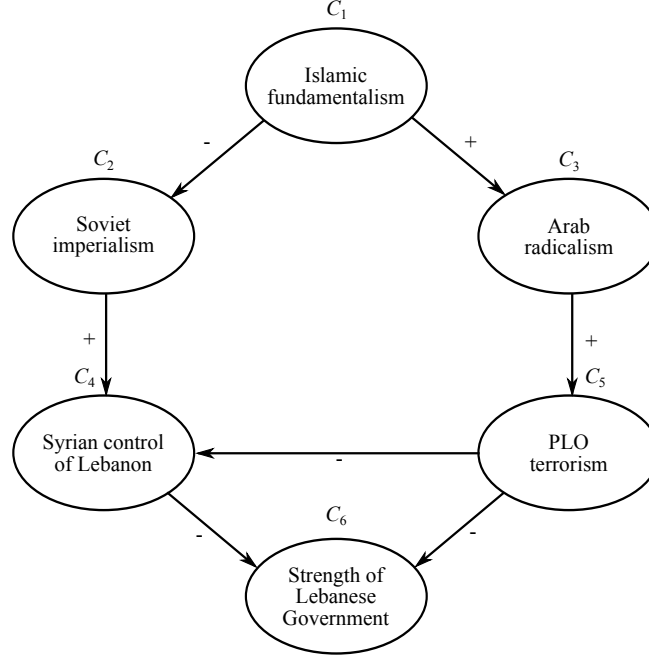 C1
Islamic
fundamentalism
-
+
C2
C3
Soviet
imperialism
Arab
radicalism
+
+
C4
C5
Syrian control
of Lebanon
PLO
terrorism
-
C6
-
-
Strength of
Lebanese
Government